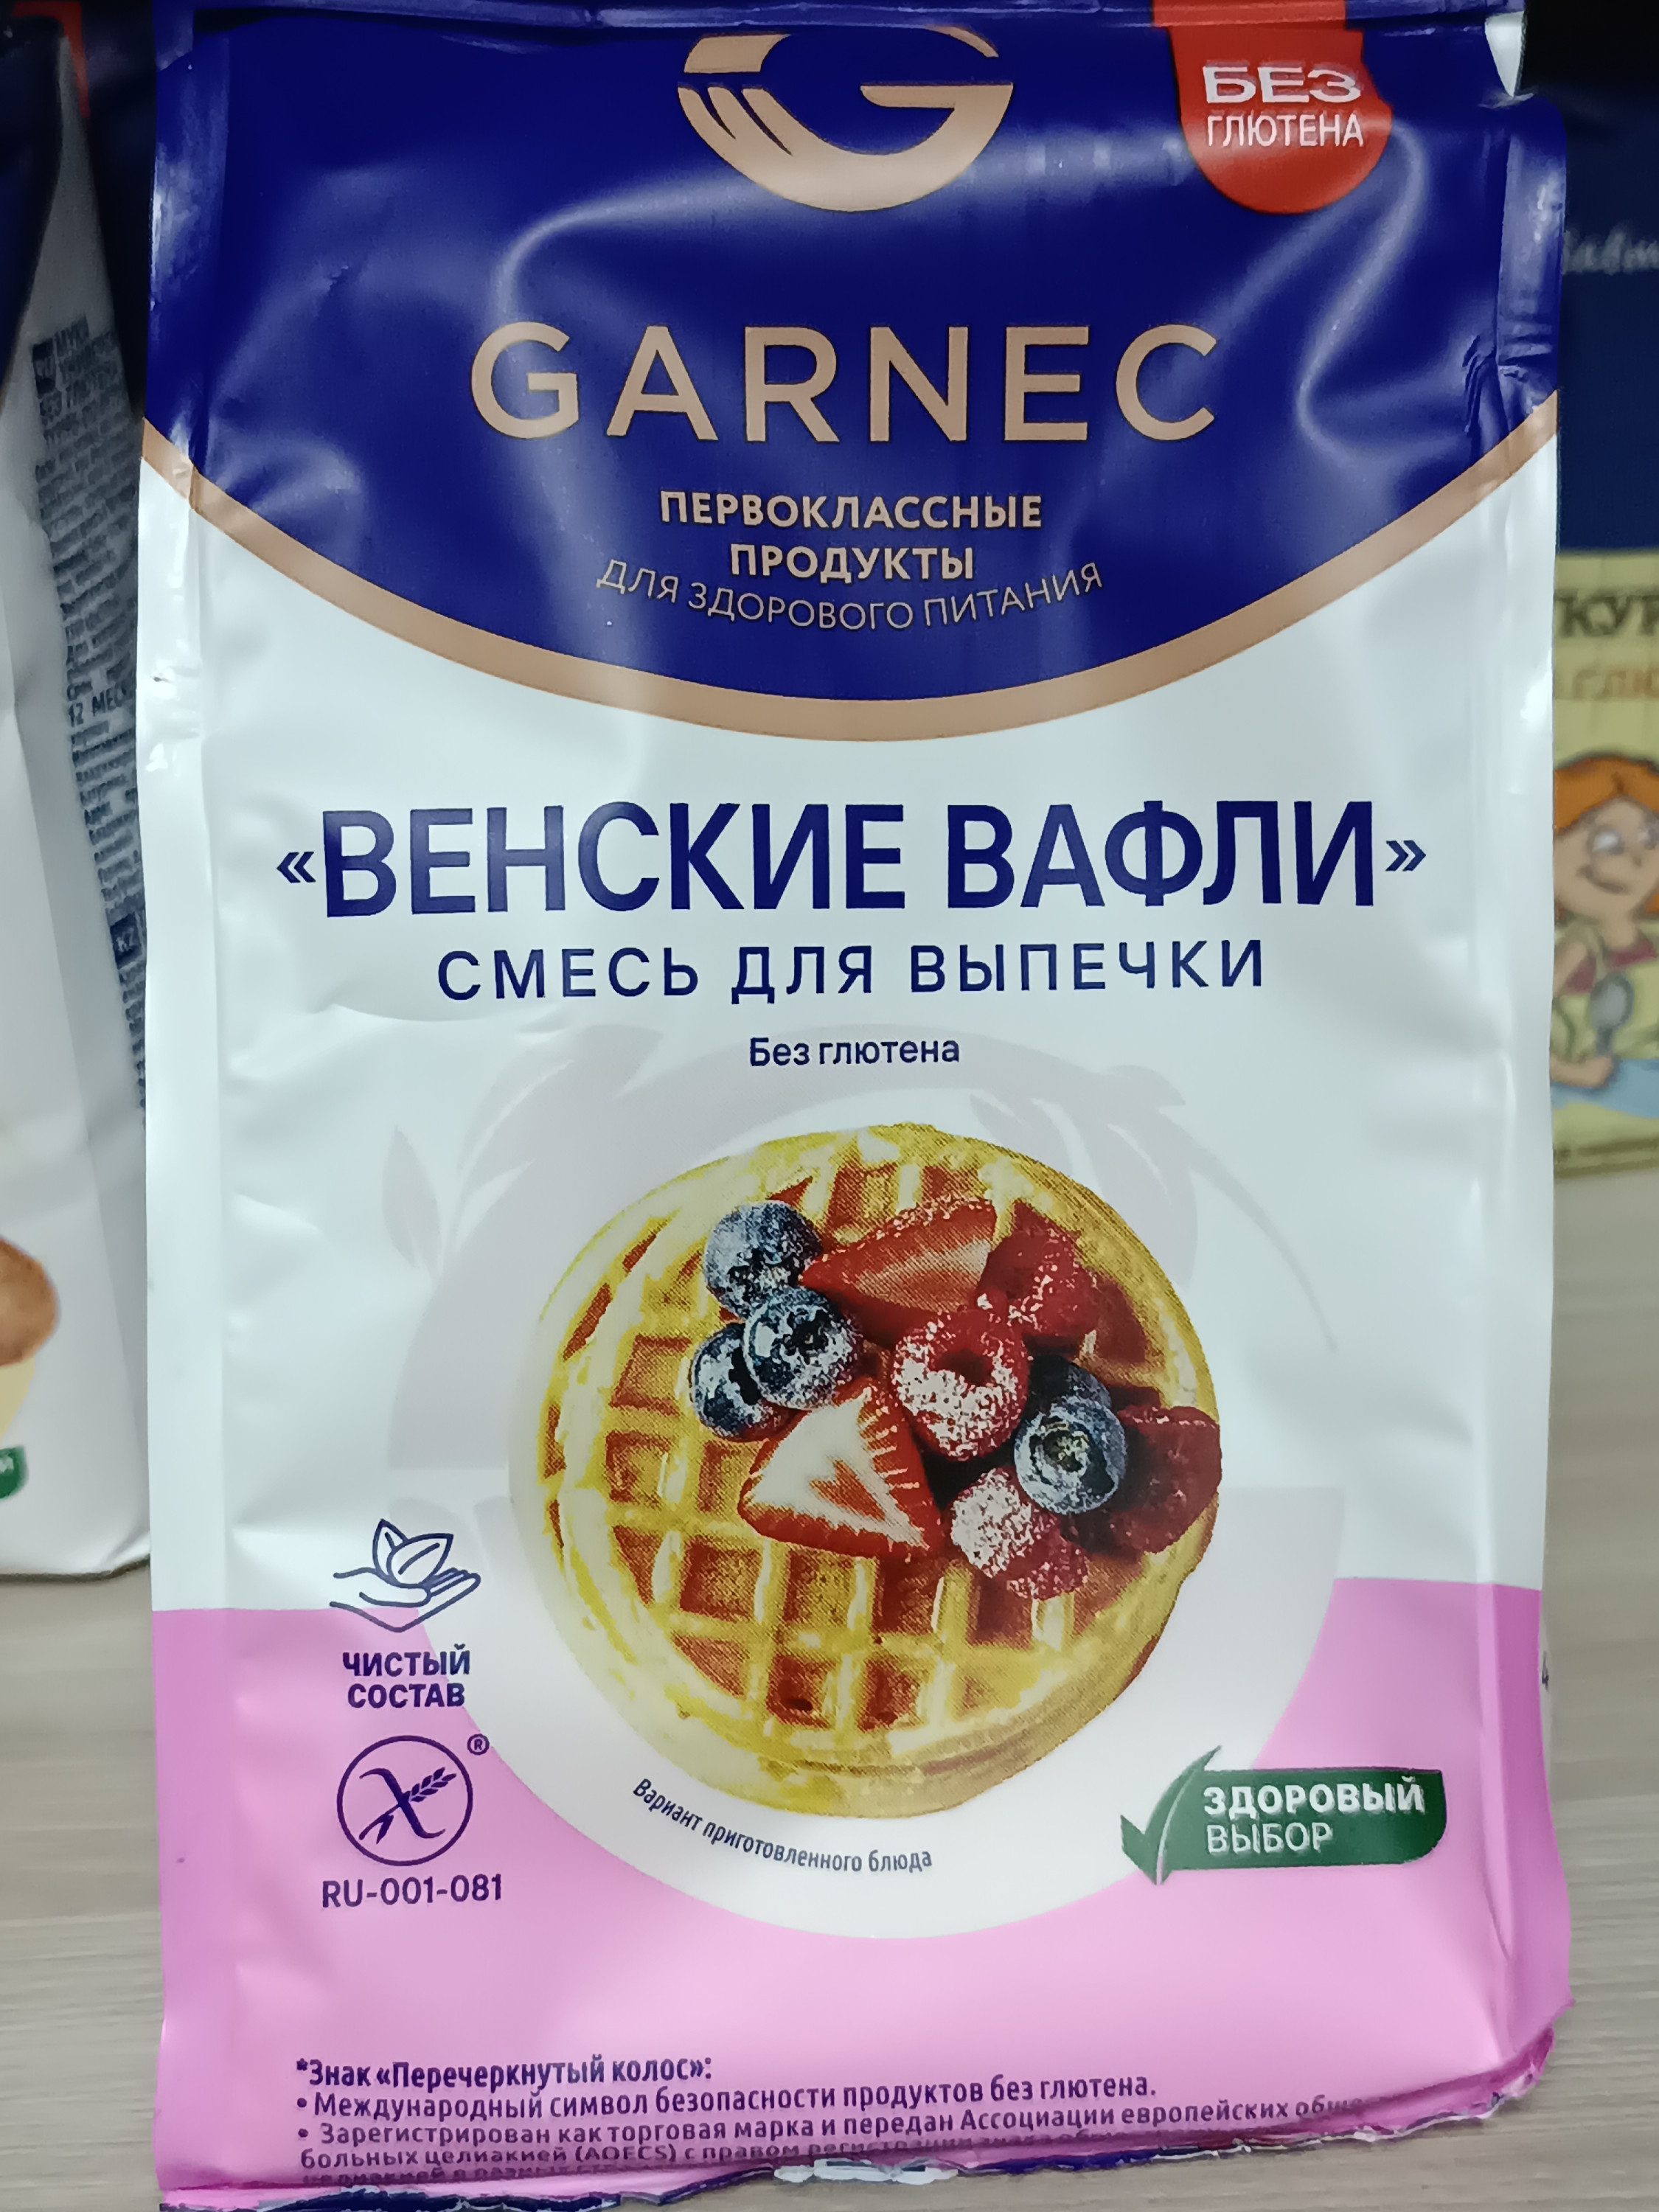 БЕЗ
ГЛЮТЕНА
GARNEC
ПЕРВОКЛАССНЫЕ
ПРОДУКТЫ
ДЛЯ ЗДОРОВОГО ПИТАНИЯ
«ВЕНСКИЕ ВАФЛИ»
СМЕСЬ ДЛЯ ВЫПЕЧКИ
Без глютена
ЧИСТЫЙ
СОСТАВ
®
RU-001-081
Вариант приготовленного блюда
ЗДОРОВЫЙ
ВЫБОР
*Знак «Перечеркнутый колос»:
• Международный символ безопасности продуктов без глютена.
• Зарегистрирован как торговая марка и передан Ассоциации европейских
больных целиакией (AOECS) с правом